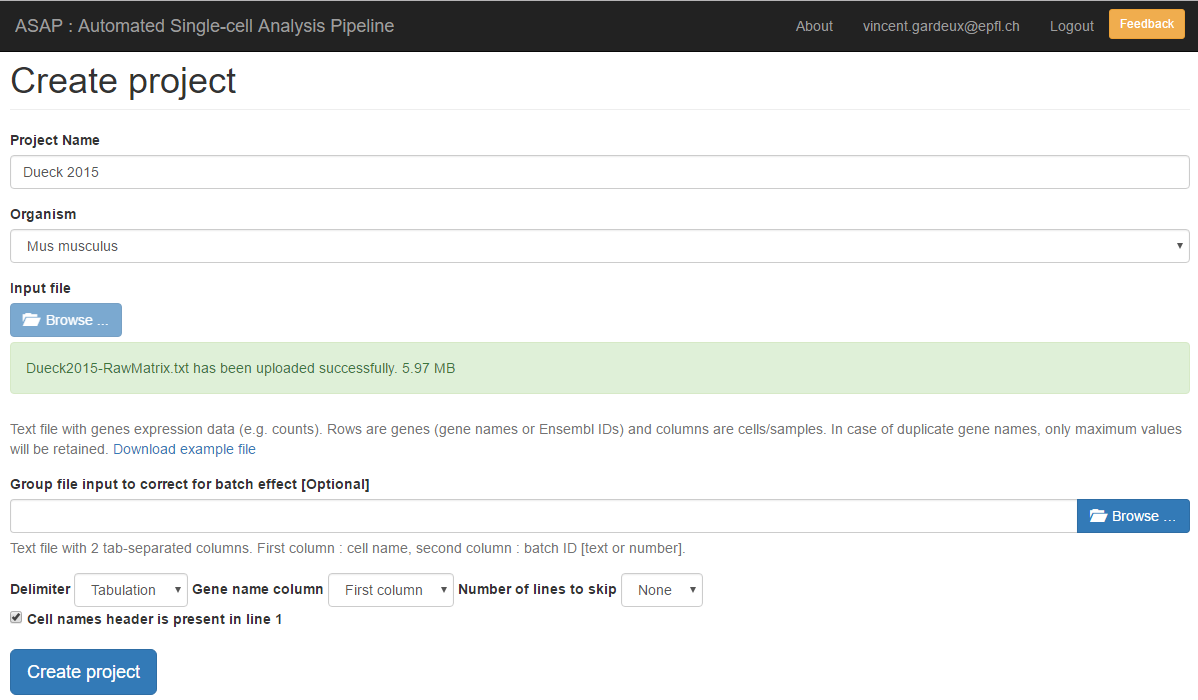 ASAP : Automated Single-cell Analysis Pipeline About vincent.gardeux@epfl.ch Logout Feedback
Create project
Project Name
Dueck 2015
Organism
Mus musculus
Input file
Browse ...
Dueck2015-RawMatrix.txt has been uploaded successfully. 5.97 MB
Text file with genes expression data (e.g. counts). Rows are genes (gene names or Ensembl IDs) and columns are cells/samples. In case of duplicate gene names, only maximum values
will be retained. Download example file
Group file input to correct for batch effect [Optional]
Browse ...
Text file with 2 tab-separated columns. First column : cell name, second column : batch ID [text or number].
Delimiter Tabulation Gene name column First column Number of lines to skip None
Cell names header is present in line 1
Create project